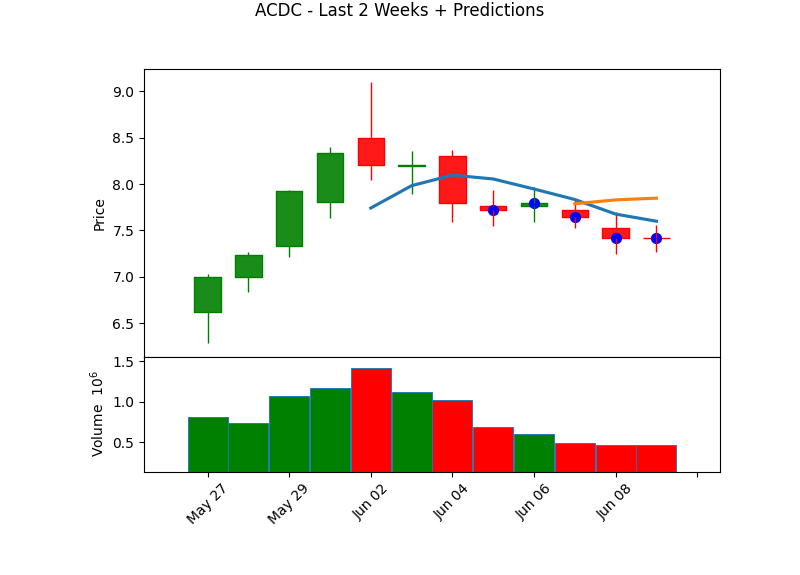 ACDC - Last 2 Weeks + Predictions
Price
9.0
8.5
8.0
7.5
7.0
6.5
Volume 10^6
1.5
1.0
0.5
May 27
May 29
Jun 02
Jun 04
Jun 06
Jun 08